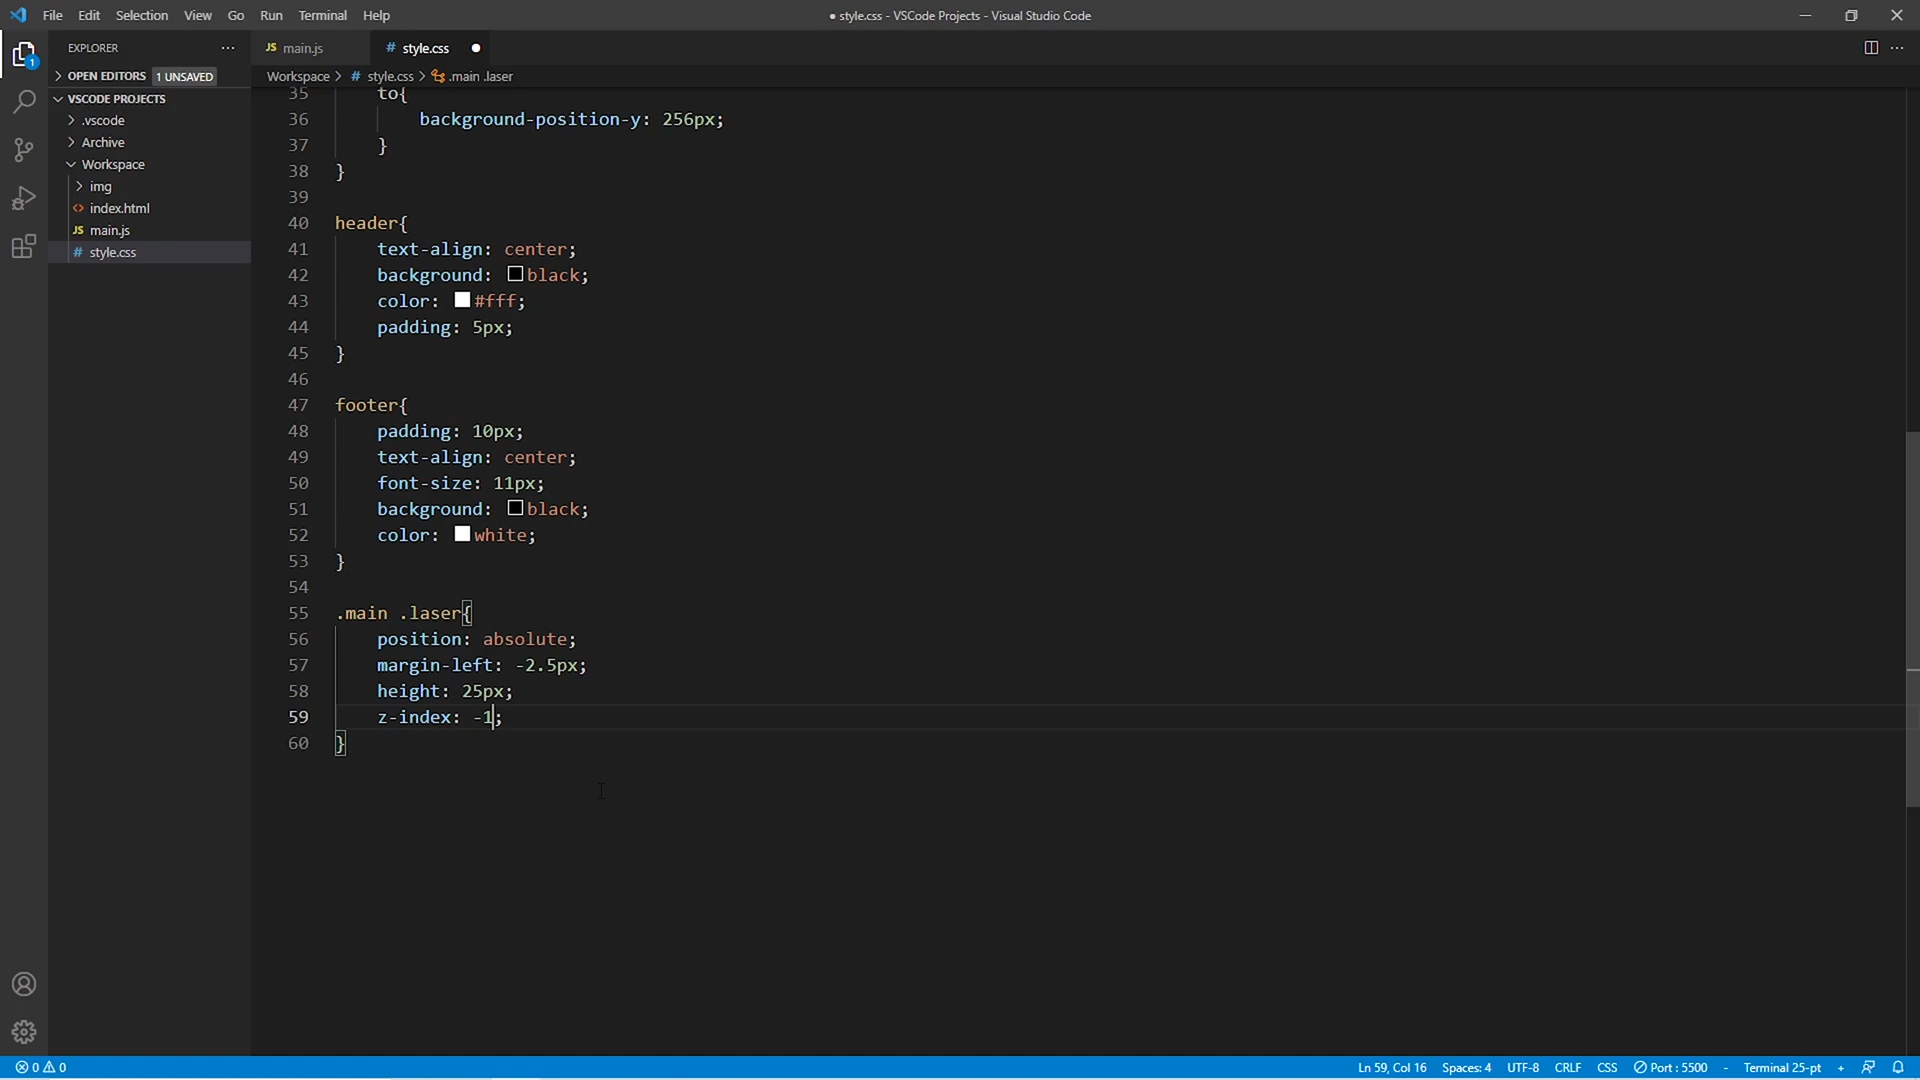 File Edit Selection View Go Run Terminal Help
● style.css - VSCode Projects - Visual Studio Code
EXPLORER
OPEN EDITORS 1 UNSAVED
VSCODE PROJECTS
.vscode
Archive
Workspace
img
<> index.html
JS main.js
# style.css
1
JS main.js # style.css ●
Workspace > # style.css > .main .laser
35 to{
36 background-position-y: 256px;
37 }
38 }
39
40 header{
41 text-align: center;
42 background: black;
43 color: #fff;
44 padding: 5px;
45 }
46
47 footer{
48 padding: 10px;
49 text-align: center;
50 font-size: 11px;
51 background: black;
52 color: white;
53 }
54
55 .main .laser{
56 position: absolute;
57 margin-left: -2.5px;
58 height: 25px;
59 z-index: -1;
60 }
0 0 Ln 59, Col 16 Spaces: 4 UTF-8 CRLF CSS Port : 5500 - Terminal 25-pt +